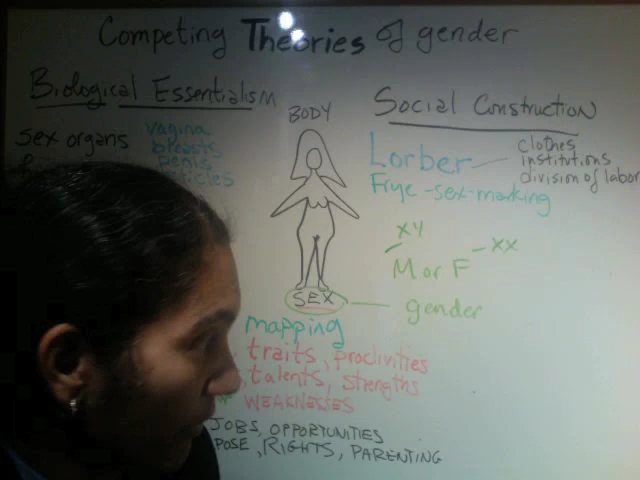 Competing Theories of gender
Biological Essentialism
sex organs
vagina
breasts
penis
BODY
SEX
Social Construction
Lorber
clothes
institutions
division of labor
Frye - sex-marking
XY
M or F - XX
gender
mapping
traits, proclivities
talents, strengths
WEAKNESSES
JOBS, OPPORTUNITIES
POSE, RIGHTS, PARENTING